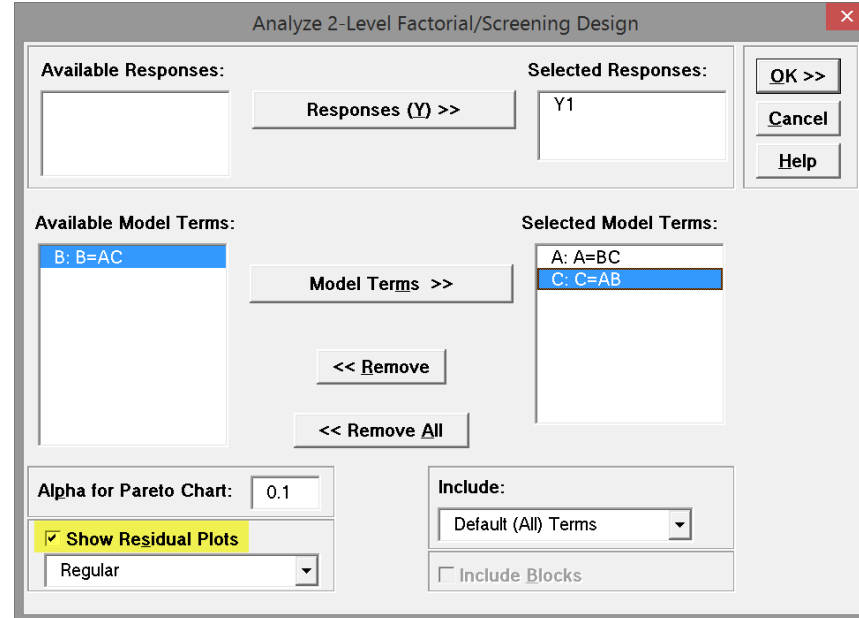 Analyze 2-Level Factorial/Screening Design
Available Responses:
Responses (Y) >>
Selected Responses:
Y1
OK >>
Cancel
Help
Available Model Terms:
B: B=AC
Model Terms >>
<< Remove
<< Remove All
Selected Model Terms:
A: A=BC
C: C=AB
Alpha for Pareto Chart: 0.1
Show Residual Plots
Regular
Include:
Default (All) Terms
Include Blocks